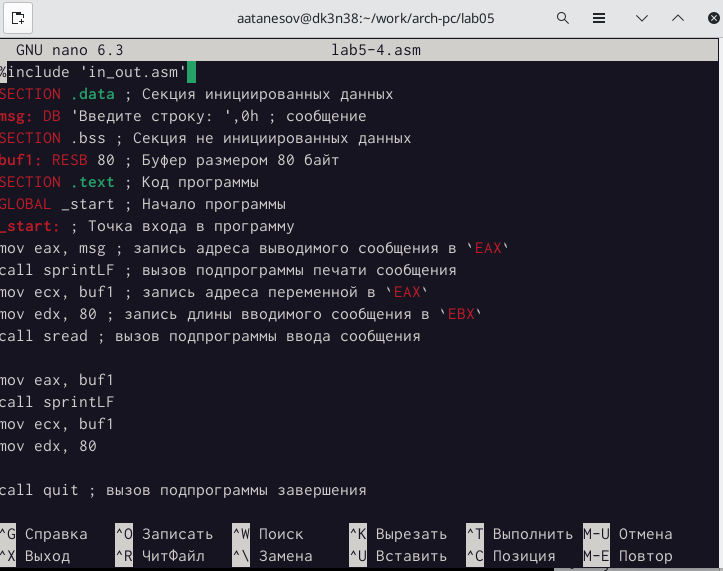 aatanesov@dk3n38:~/work/arch-pc/lab05
GNU nano 6.3 lab5-4.asm
%include 'in_out.asm'
SECTION .data ; Секция инициированных данных
msg: DB 'Введите строку: ',0h ; сообщение
SECTION .bss ; Секция не инициированных данных
buf1: RESB 80 ; Буфер размером 80 байт
SECTION .text ; Код программы
GLOBAL _start ; Начало программы
_start: ; Точка входа в программу
mov eax, msg ; запись адреса выводимого сообщения в `EAX`
call sprintLF ; вызов подпрограммы печати сообщения
mov ecx, buf1 ; запись адреса переменной в `EAX`
mov edx, 80 ; запись длины вводимого сообщения в `EBX`
call sread ; вызов подпрограммы ввода сообщения
mov eax, buf1
call sprintLF
mov ecx, buf1
mov edx, 80
call quit ; вызов подпрограммы завершения
^G Справка ^O Записать ^W Поиск ^K Вырезать ^T Выполнить M-U Отмена
^X Выход ^R ЧитФайл ^\ Замена ^U Вставить ^C Позиция M-E Повтор